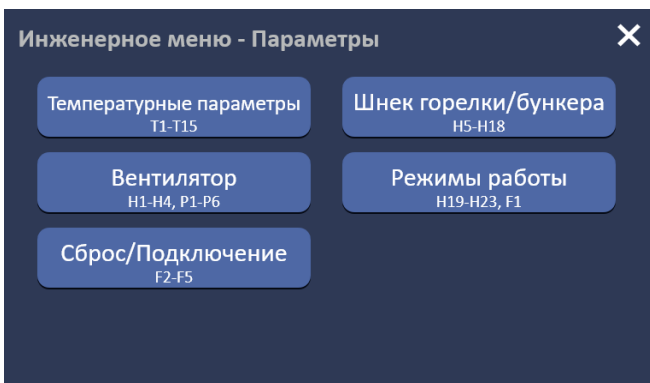 Инженерное меню - Параметры
Температурные параметры
T1-T15
Шнек горелки/бункера
H5-H18
Вентилятор
H1-H4, P1-P6
Режимы работы
H19-H23, F1
Сброс/Подключение
F2-F5